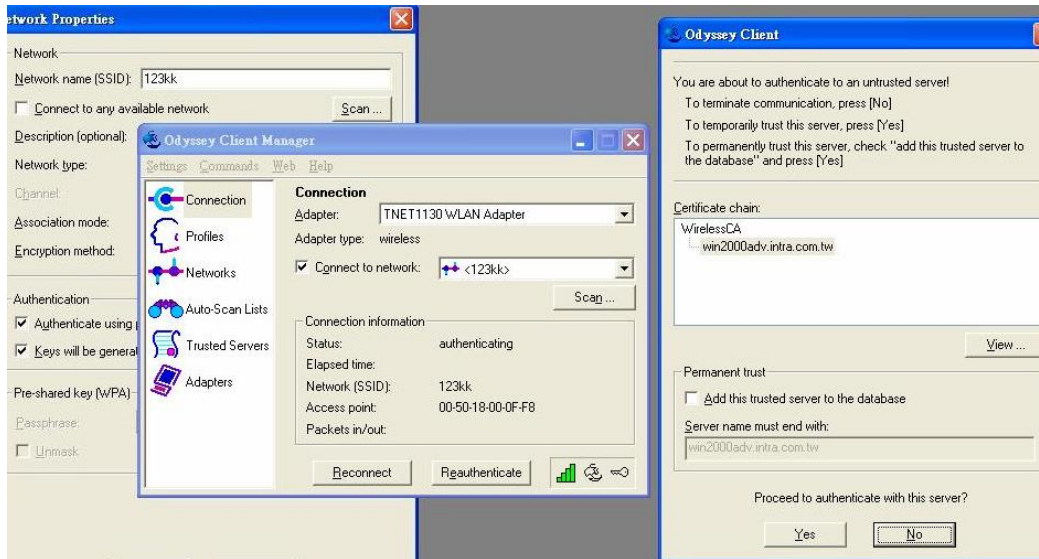 etwork Properties
Network
Network name (SSID): 123kk
Connect to any available network
Scan ...
Description (optional):
Network type:
Channel:
Association mode:
Encryption method:
Authentication
Authenticate using
Keys will be genera
Pre-shared key (WPA)
Passphrase:
Unmask
Odyssey Client Manager
Settings Commands Web Help
Connection
Profiles
Networks
Auto-Scan Lists
Trusted Servers
Adapters
Connection
Adapter: TNET1130 WLAN Adapter
Adapter type: wireless
Connect to network: <123kk>
Scan ...
Connection information
Status: authenticating
Elapsed time:
Network (SSID): 123kk
Access point: 00-50-18-00-0F-F8
Packets in/out:
Reconnect
Reauthenticate
Odyssey Client
You are about to authenticate to an untrusted server!
To terminate communication, press [No]
To temporarily trust this server, press [Yes]
To permanently trust this server, check "add this trusted server to
the database" and press [Yes]
Certificate chain:
WirelessCA
win2000adv.intra.com.tw
View ...
Permanent trust
Add this trusted server to the database
Server name must end with:
win2000adv.intra.com.tw
Proceed to authenticate with this server?
Yes
No